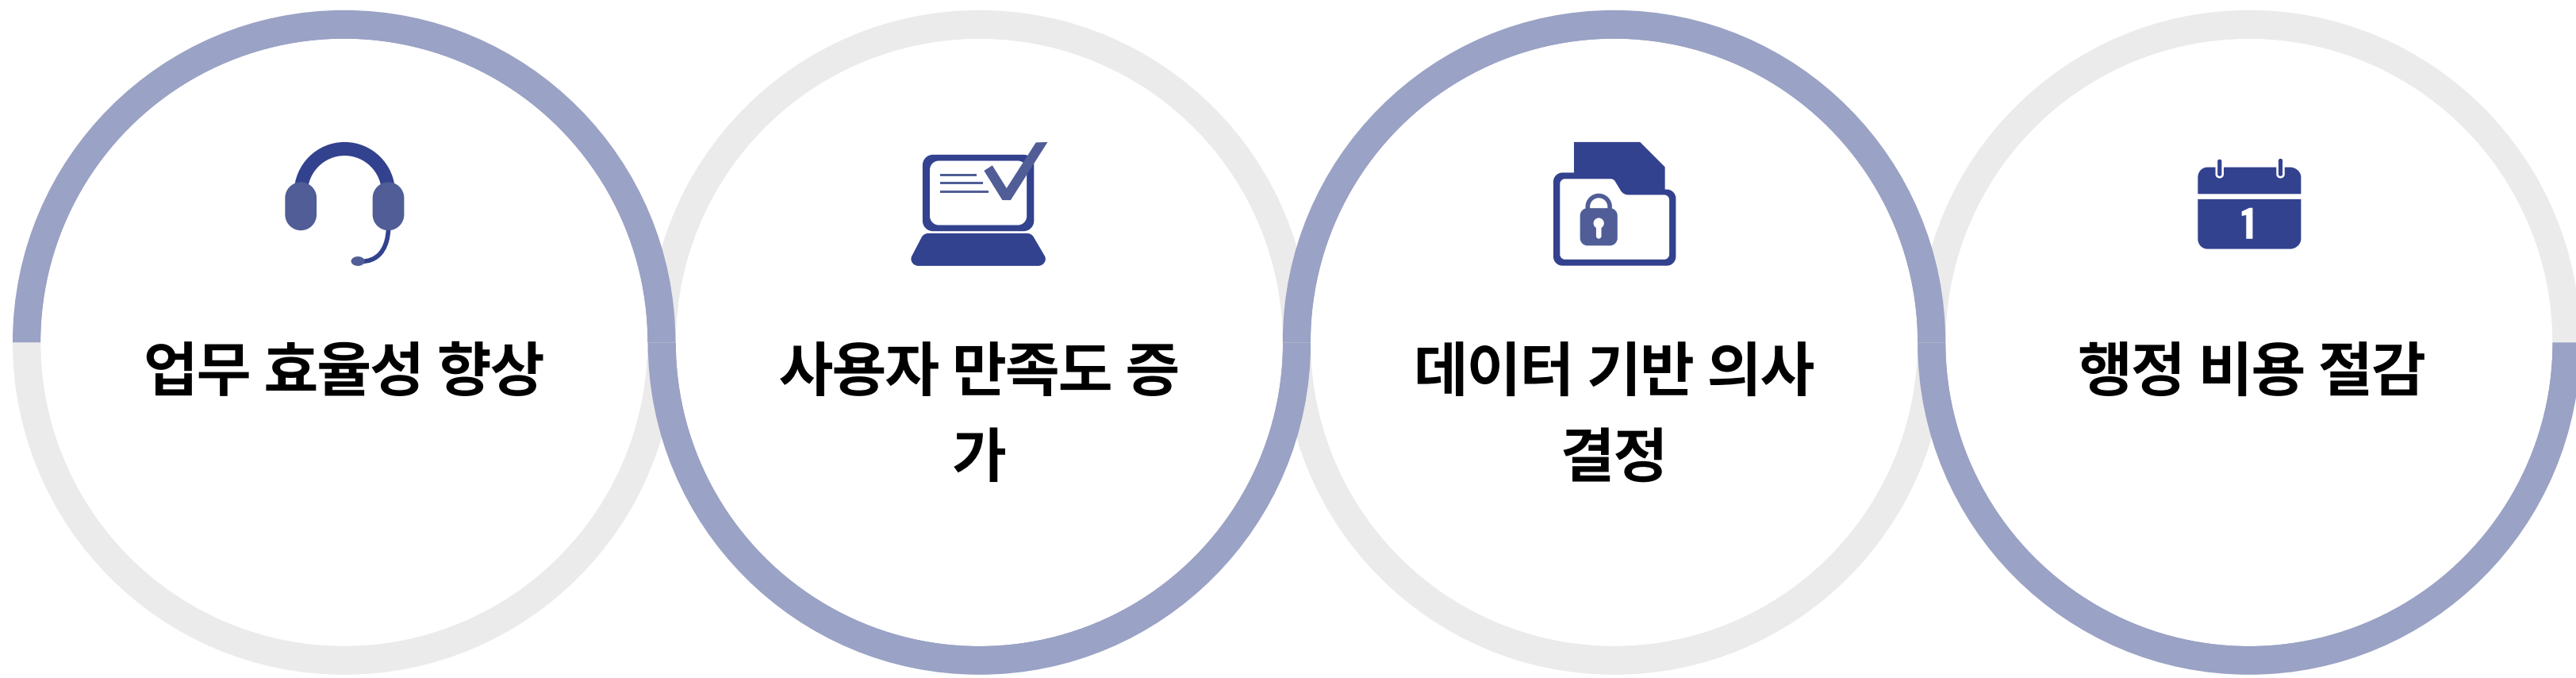 업무 효율성 향상
사용자 만족도 증
가
데이터 기반 의사
결정
1
행정 비용 절감